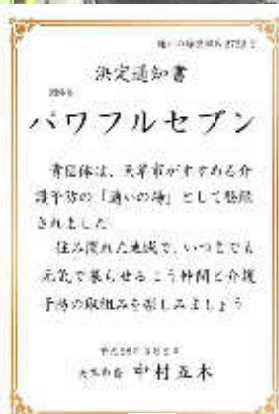 決定通知書
団体名
パワフルセブン
貴団体は、天草市がすすめる介
護予防の「通いの場」として登録
されました
住み慣れた地域で、いつまでも
元気で暮らせるよう仲間と介護
予防の取組みを楽しみましょう
天草市長 中村五木